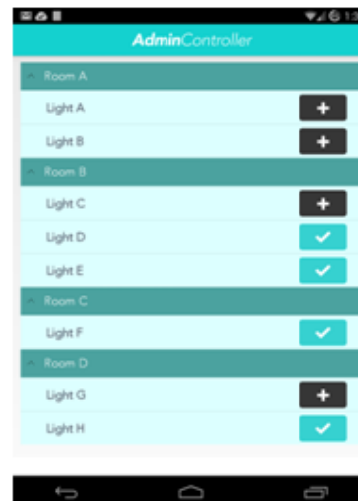 AdminController
Room A
Light A
Light B
Room B
Light C
Light D
Light E
Room C
Light F
Room D
Light G
Light H